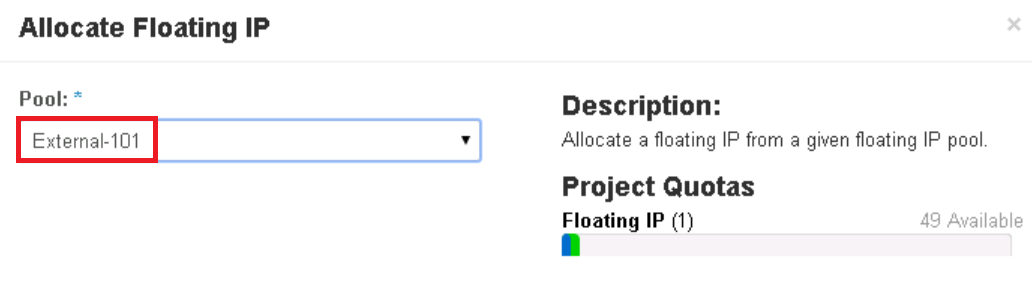 Allocate Floating IP
×
Pool: *
External-101
Description:
Allocate a floating IP from a given floating IP pool.
Project Quotas
Floating IP (1) 49 Available